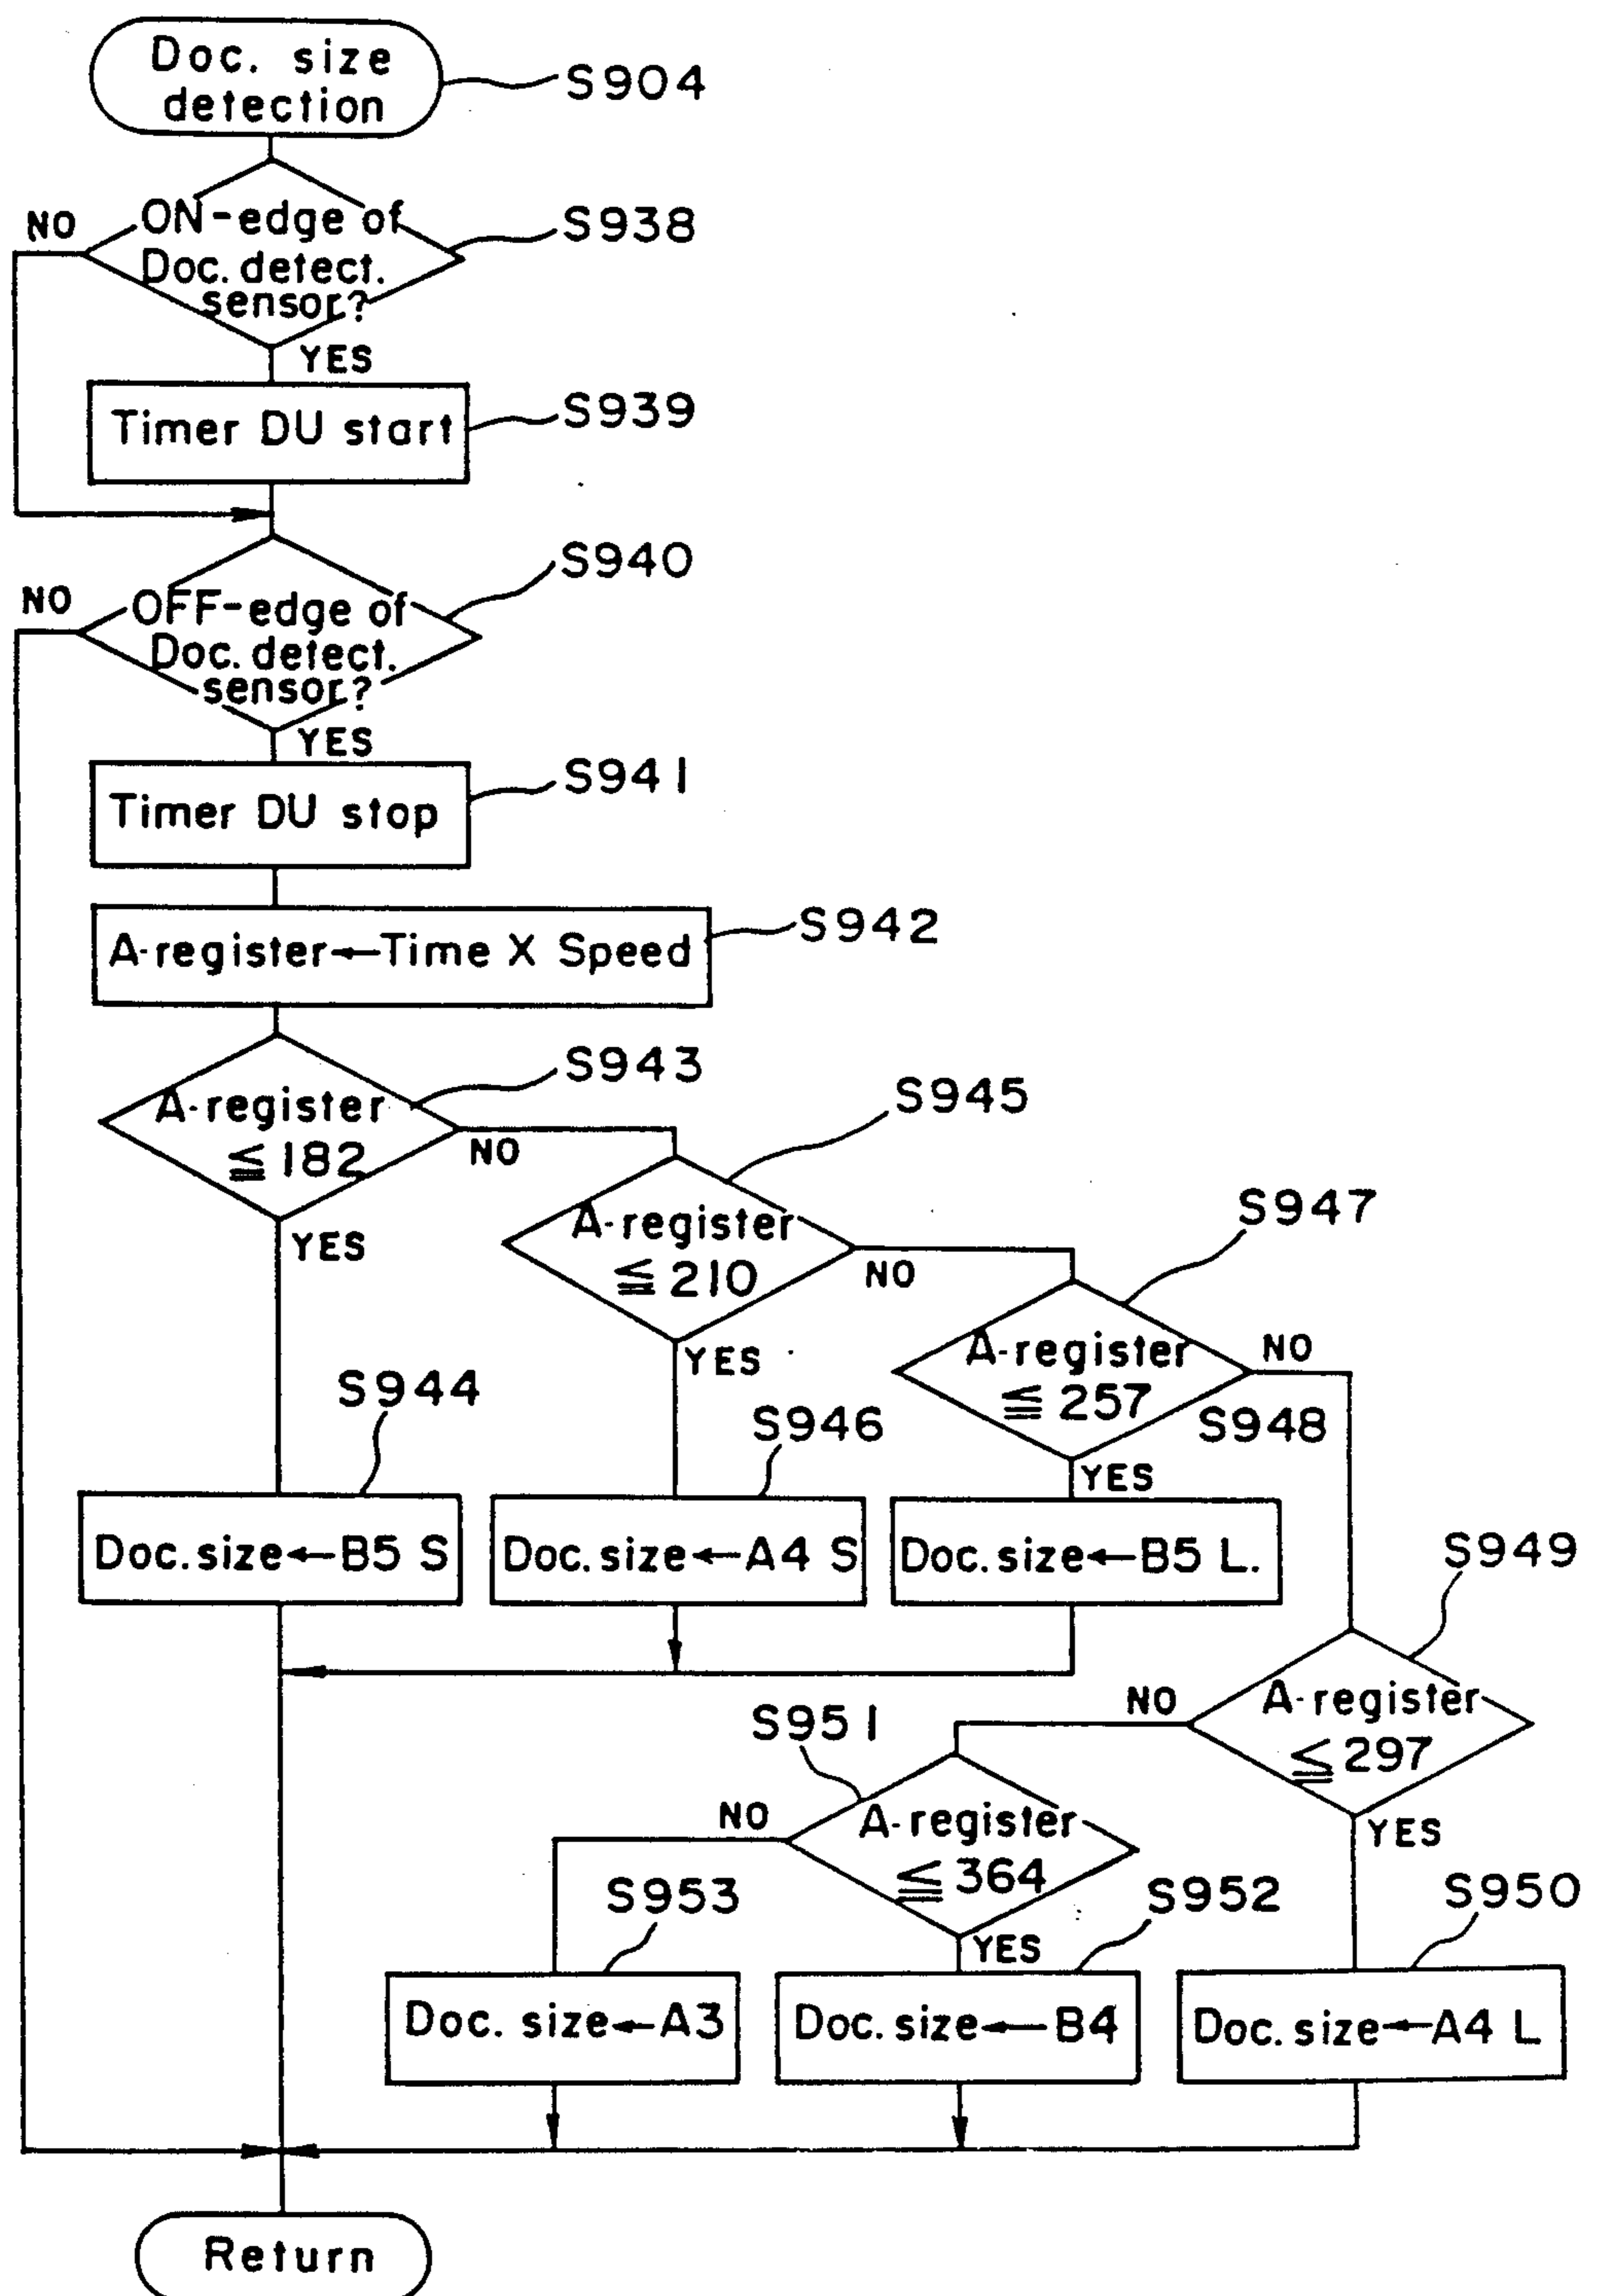 Doc. size
detection
S904
NO
ON-edge of
Doc. detect.
sensor?
S938
YES
Timer DU start
S939
NO
OFF-edge of
Doc. detect.
sensor?
S940
YES
Timer DU stop
S941
A-register←Time X Speed
S942
A-register
≦ 182
S943
NO
YES
A-register
≦ 210
S945
NO
YES
A-register
≦ 257
S947
NO
YES
S944
Doc. size←B5 S
S946
Doc. size←A4 S
S948
Doc. size←B5 L.
S949
A-register
≦ 297
NO
YES
S951
A-register
≦ 364
NO
YES
S953
Doc. size←A3
S952
Doc. size←B4
S950
Doc. size←A4 L
Return